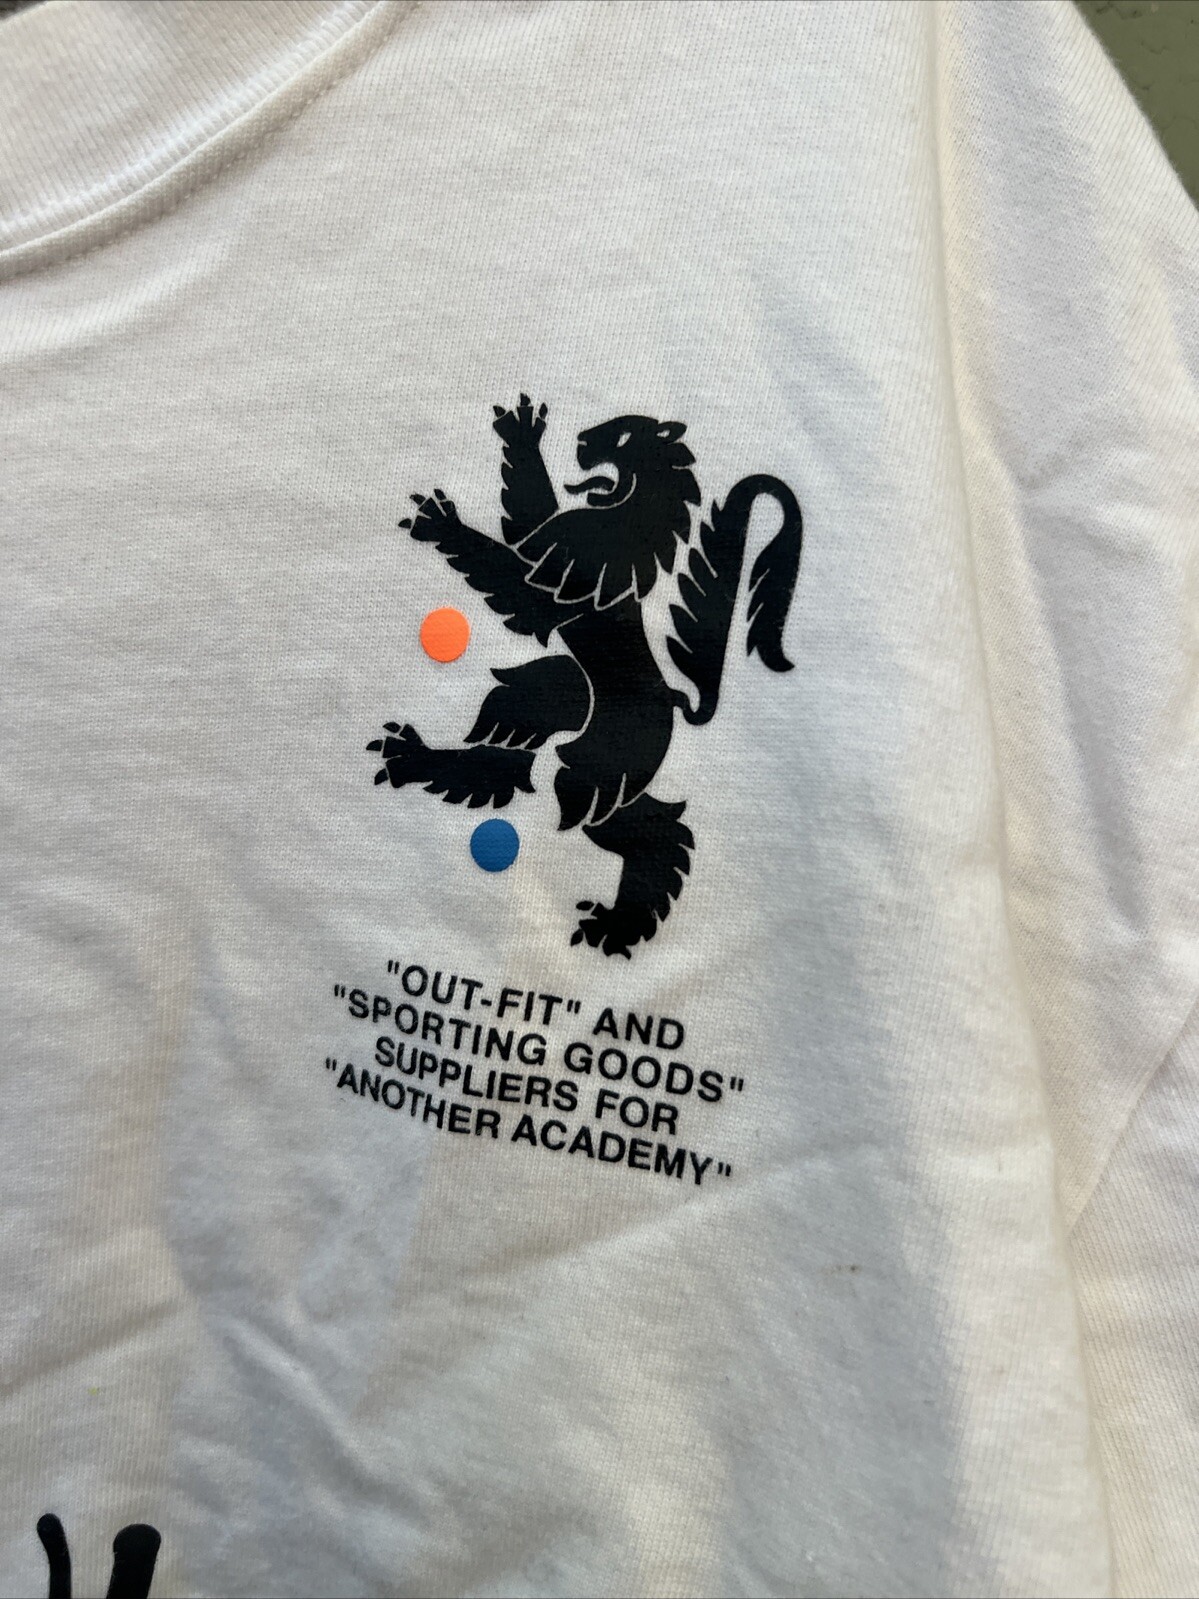 "OUT-FIT" AND
"SPORTING GOODS"
SUPPLIERS FOR
"ANOTHER ACADEMY"